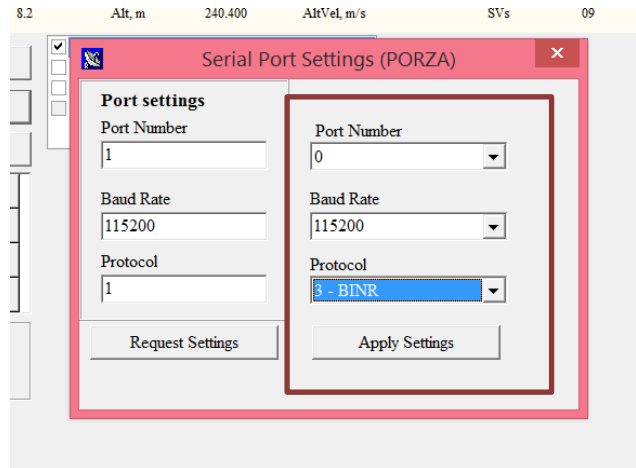 8.2 Alt, m 240.400 AltVel, m/s SVs 09
Serial Port Settings (PORZA)
Port settings
Port Number
1
Baud Rate
115200
Protocol
1
Request Settings
Port Number
0
Baud Rate
115200
Protocol
3 - BINR
Apply Settings